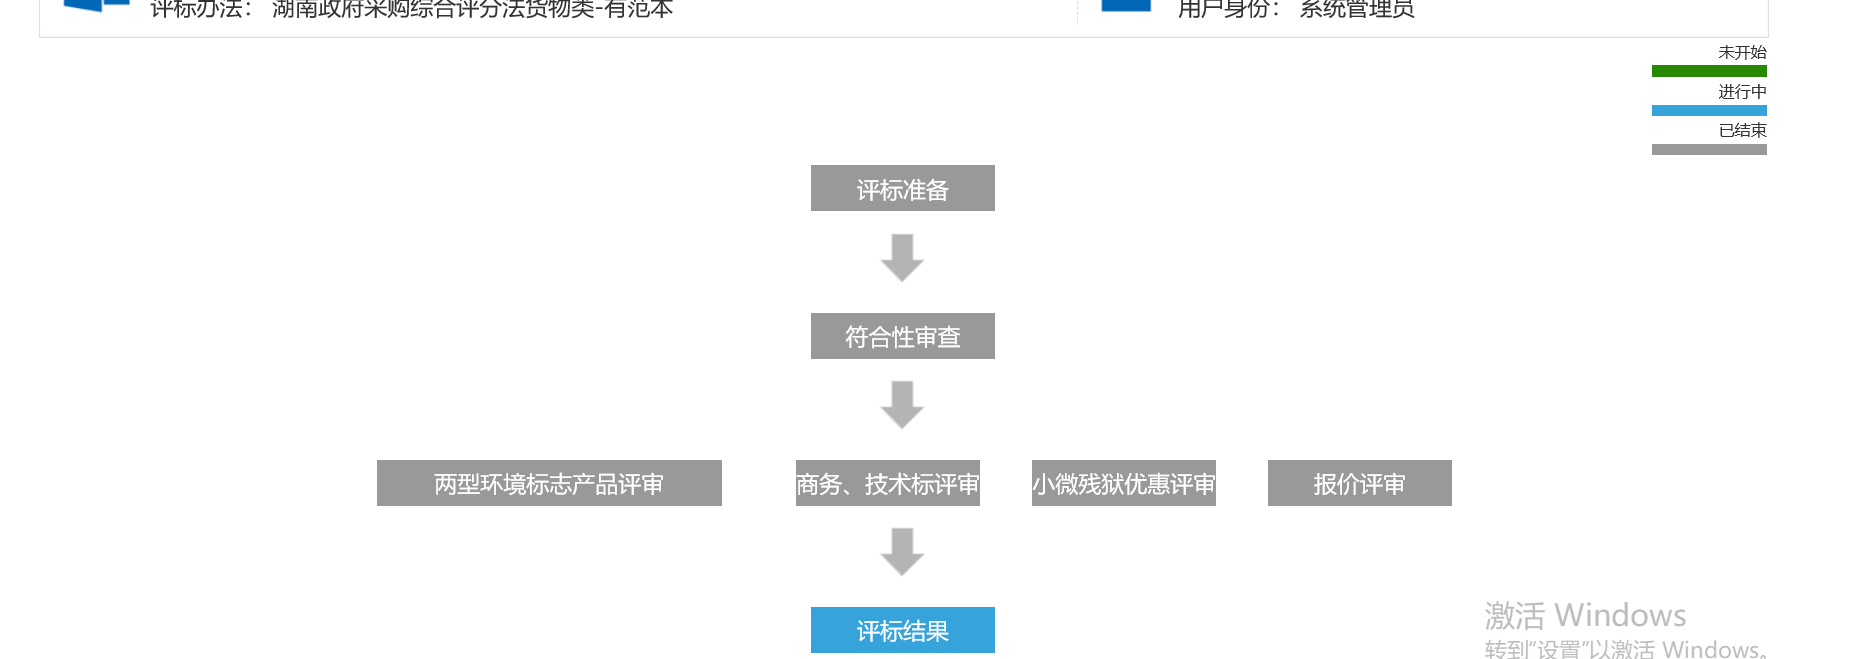 评标办法： 湖南政府采购综合评分法货物类-有范本
用户身份： 系统管理员
未开始
进行中
已结束
评标准备
符合性审查
两型环境标志产品评审
商务、技术标评审
小微残狱优惠评审
报价评审
评标结果
激活 Windows
转到“设置”以激活 Windows。